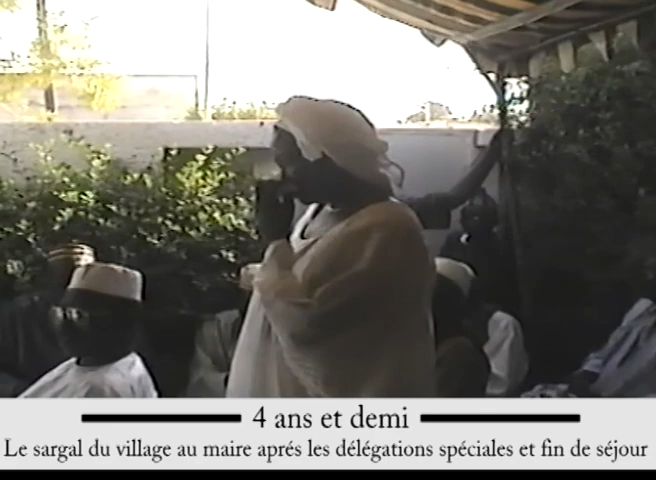 4 ans et demi
Le sargal du village au maire aprés les délégations spéciales et fin de séjour